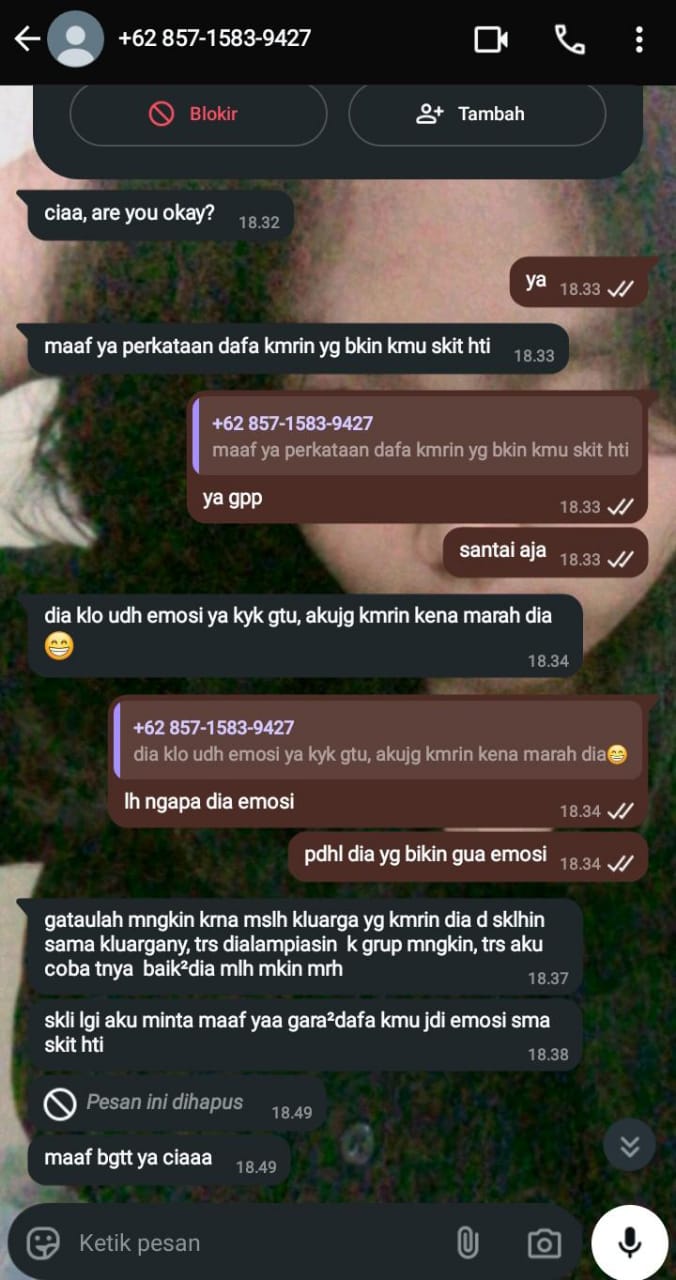 +62 857-1583-9427
Blokir
Tambah
ciaa, are you okay? 18.32
ya 18.33
maaf ya perkataan dafa kmrin yg bkin kmu skit hti 18.33
+62 857-1583-9427
maaf ya perkataan dafa kmrin yg bkin kmu skit hti
ya gpp 18.33
santai aja 18.33
dia klo udh emosi ya kyk gtu, akujg kmrin kena marah dia
😁 18.34
+62 857-1583-9427
dia klo udh emosi ya kyk gtu, akujg kmrin kena marah dia😁
lh ngapa dia emosi 18.34
pdhl dia yg bikin gua emosi 18.34
gataulah mngkin krna mslh kluarga yg kmrin dia d sklhin
sama kluargany, trs dialampiasin k grup mngkin, trs aku
coba tnya baik²dia mlh mkin mrh 18.37
skli lgi aku minta maaf yaa gara²dafa kmu jdi emosi sma
skit hti 18.38
Pesan ini dihapus 18.49
maaf bgtt ya ciaaa 18.49
Ketik pesan